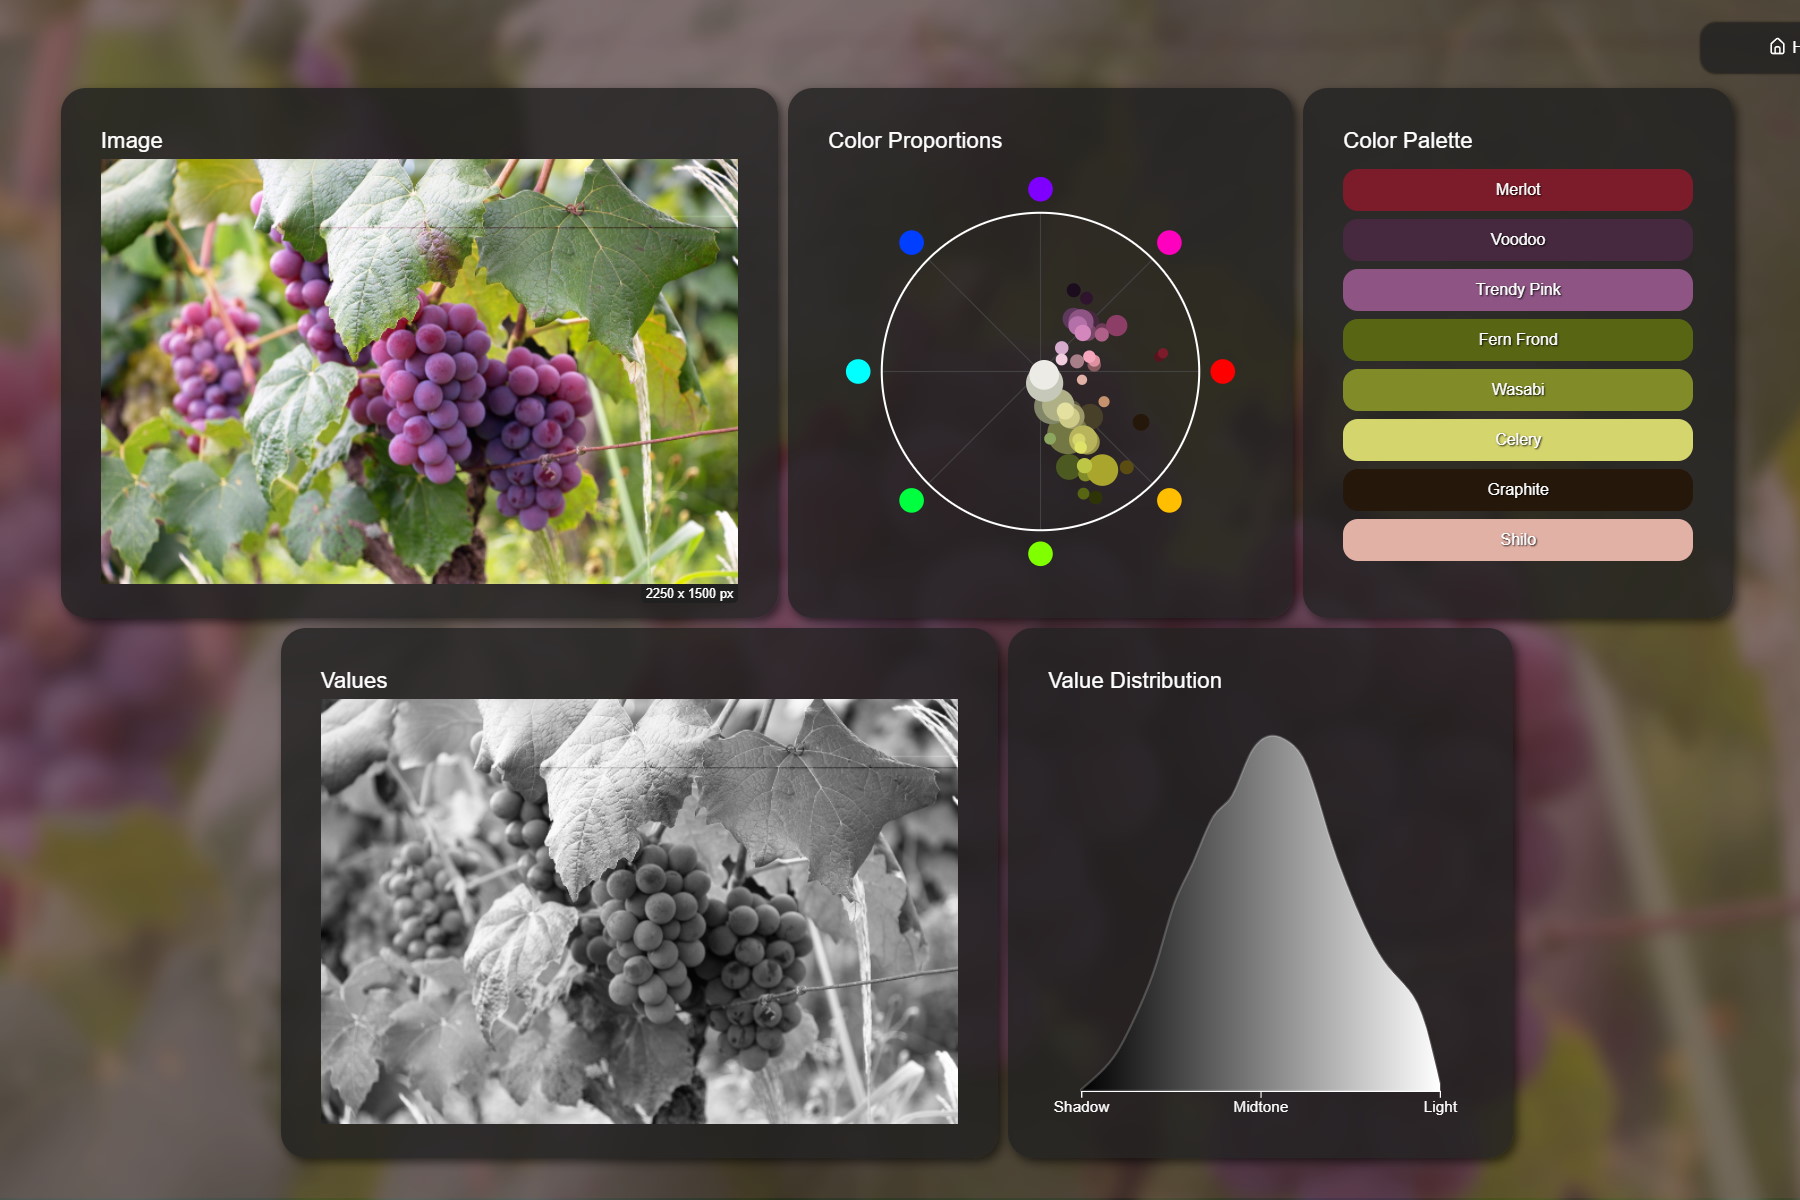 H
Image
2250 x 1500 px
Color Proportions
Color Palette
Merlot
Voodoo
Trendy Pink
Fern Frond
Wasabi
Celery
Graphite
Shilo
Values
Value Distribution
Shadow
Midtone
Light